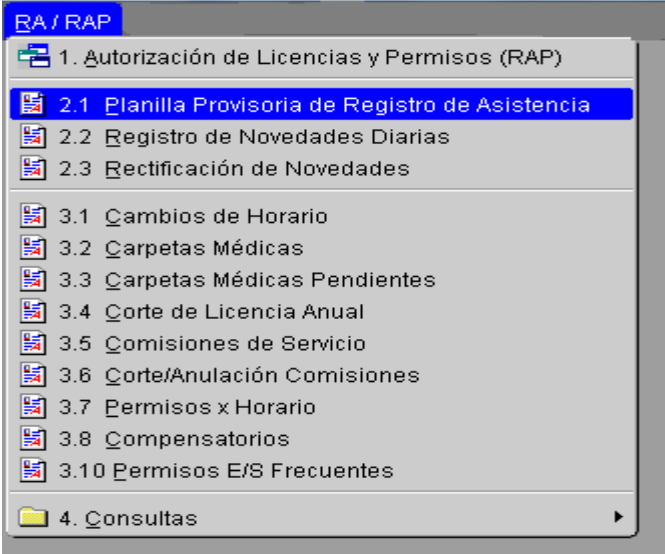 RA / RAP
1. Autorización de Licencias y Permisos (RAP)
2.1 Planilla Provisoria de Registro de Asistencia
2.2 Registro de Novedades Diarias
2.3 Rectificación de Novedades
3.1 Cambios de Horario
3.2 Carpetas Médicas
3.3 Carpetas Médicas Pendientes
3.4 Corte de Licencia Anual
3.5 Comisiones de Servicio
3.6 Corte/Anulación Comisiones
3.7 Permisos x Horario
3.8 Compensatorios
3.10 Permisos E/S Frecuentes
4. Consultas